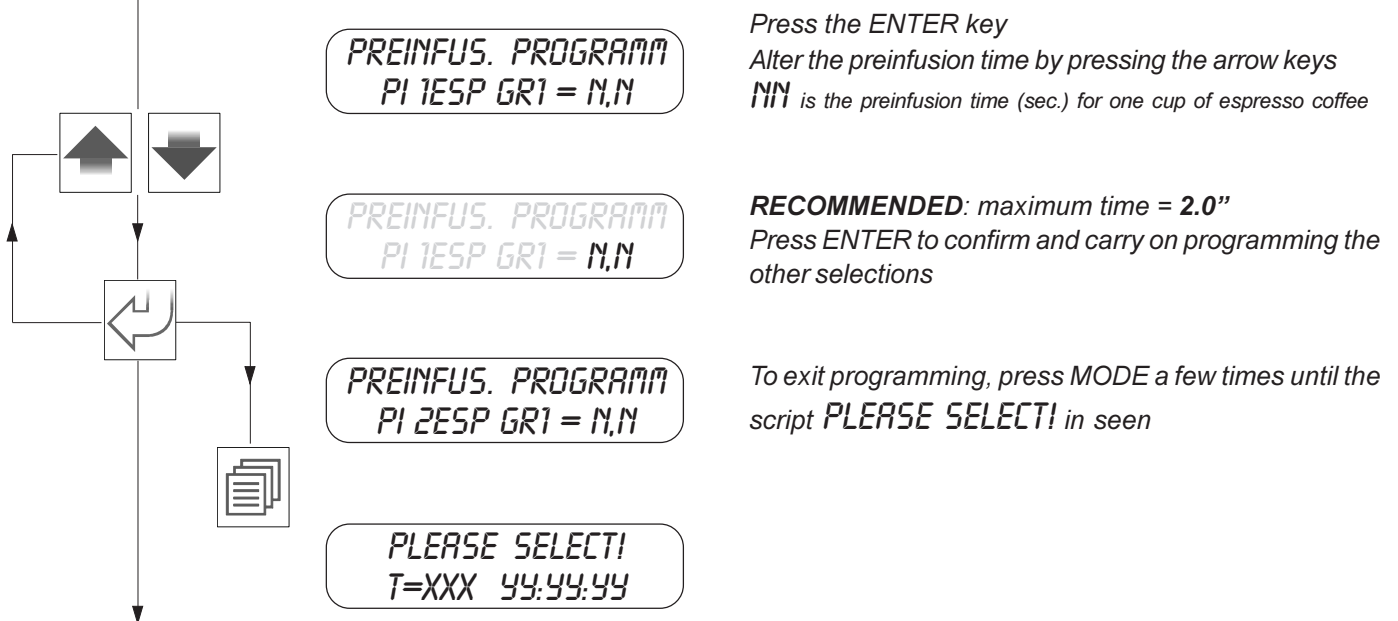 PREINFUS. PROGRAMM
PI 1ESP GR1 = N,N
Press the ENTER key
Alter the preinfusion time by pressing the arrow keys
NN is the preinfusion time (sec.) for one cup of espresso coffee
PREINFUS. PROGRAMM
PI 1ESP GR1 = N,N
RECOMMENDED: maximum time = 2.0”
Press ENTER to confirm and carry on programming the
other selections
PREINFUS. PROGRAMM
PI 2ESP GR1 = N,N
To exit programming, press MODE a few times until the
script PLEASE SELECT! in seen
PLEASE SELECT!
T=XXX YY:YY:YY